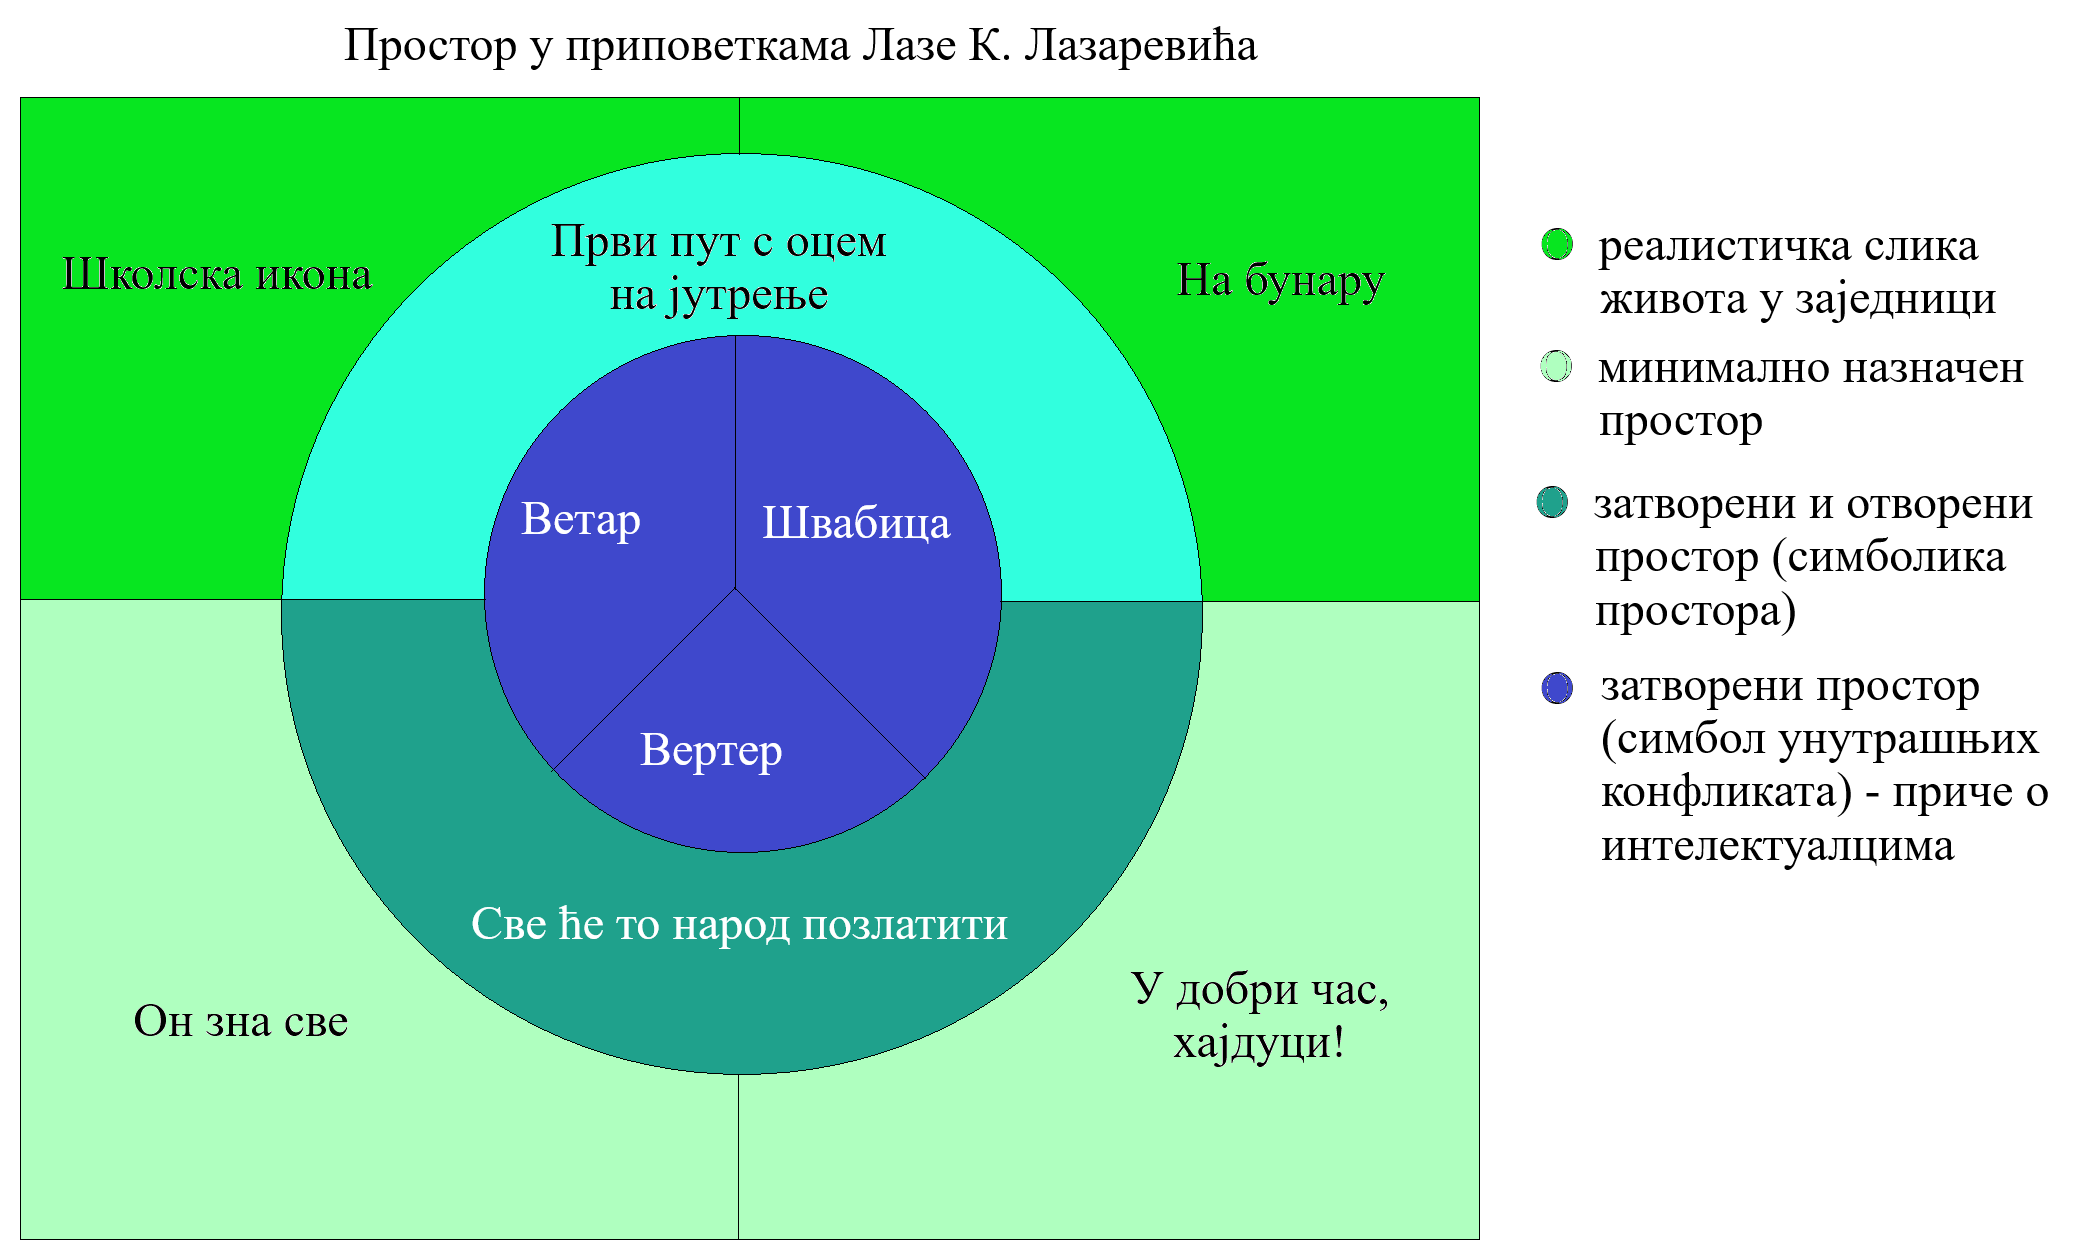 Простор у приповеткама Лазе К. Лазаревића
Школска икона
Први пут с оцем
на јутрење
На бунару
Ветар
Швабица
Вертер
Све ће то народ позлатити
Он зна све
У добри час,
хајдуци!
реалистичка слика
живота у заједници
минимално назначен
простор
затворени и отворени
простор (симболика
простора)
затворени простор
(симбол унутрашњих
конфликата) - приче о
интелектуалцима